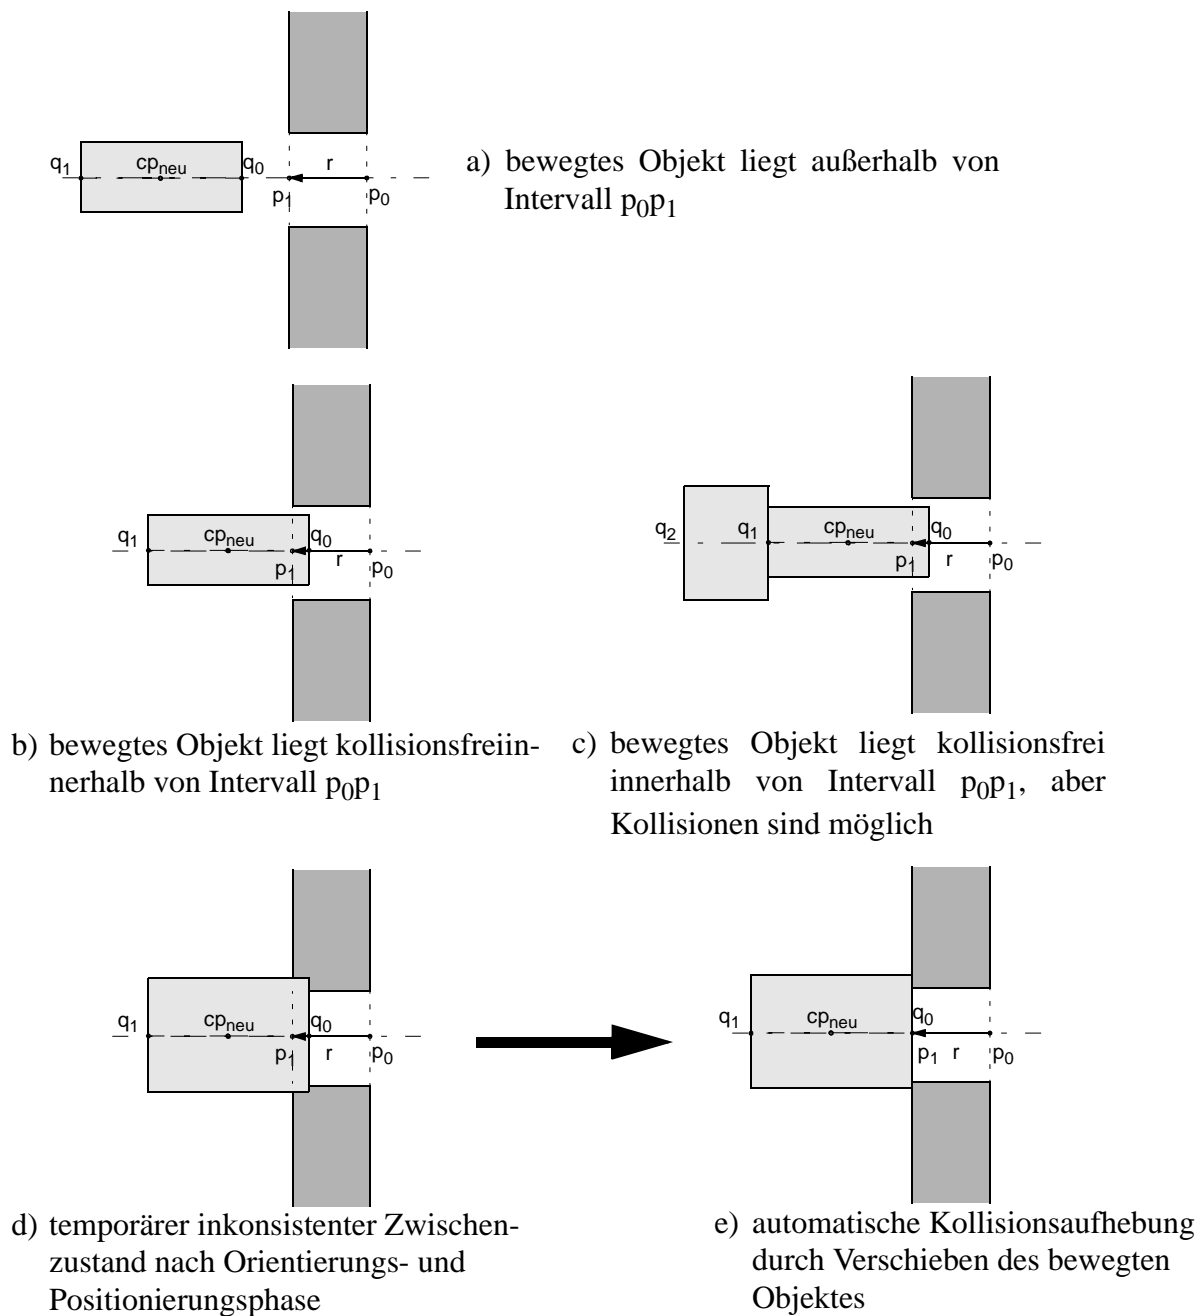 q1 cpneu q0 r
p1 p0
a) bewegtes Objekt liegt außerhalb von
Intervall p0p1
q1 cpneu q0
p1 r p0
b) bewegtes Objekt liegt kollisionsfreiin-
nerhalb von Intervall p0p1
q2 q1 cpneu q0
p1 r p0
c) bewegtes Objekt liegt kollisionsfrei
innerhalb von Intervall p0p1, aber
Kollisionen sind möglich
q1 cpneu q0
p1 r p0
d) temporärer inkonsistenter Zwischen-
zustand nach Orientierungs- und
Positionierungsphase
q1 cpneu q0
p1 r p0
e) automatische Kollisionsaufhebung
durch Verschieben des bewegten
Objektes